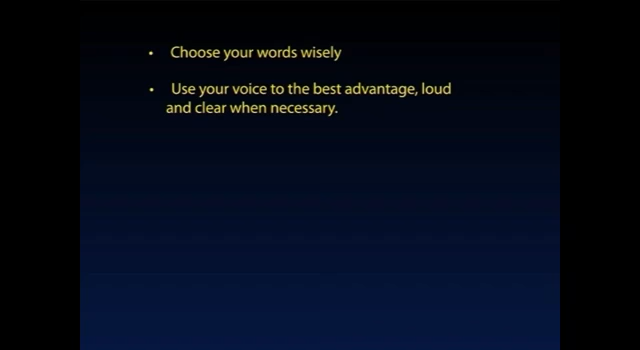 • Choose your words wisely
• Use your voice to the best advantage, loud
and clear when necessary.